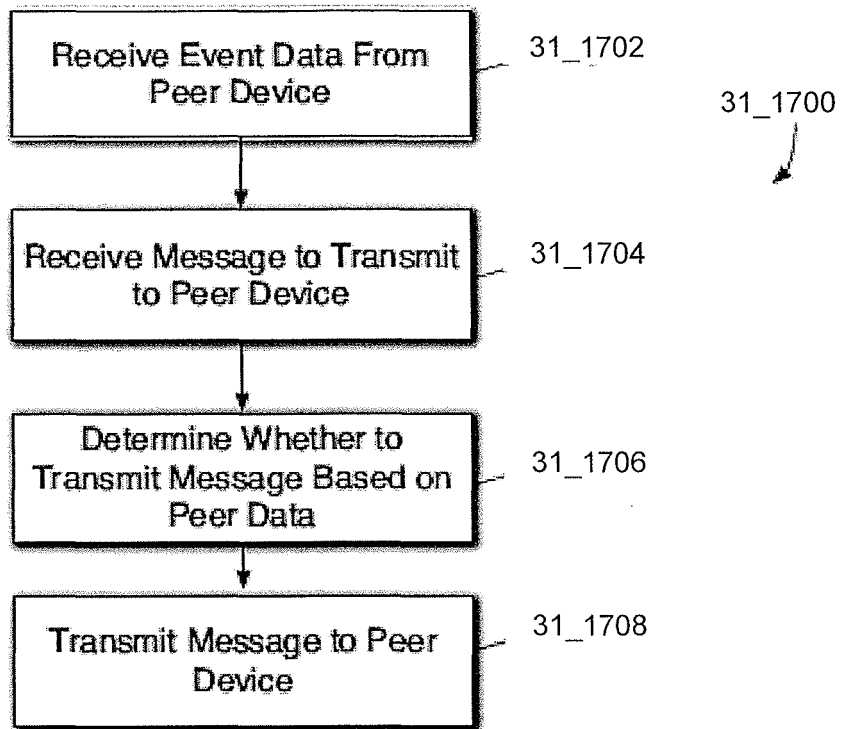 Receive Event Data From
Peer Device
31_1702
31_1700
Receive Message to Transmit
to Peer Device
31_1704
Determine Whether to
Transmit Message Based on
Peer Data
31_1706
Transmit Message to Peer
Device
31_1708